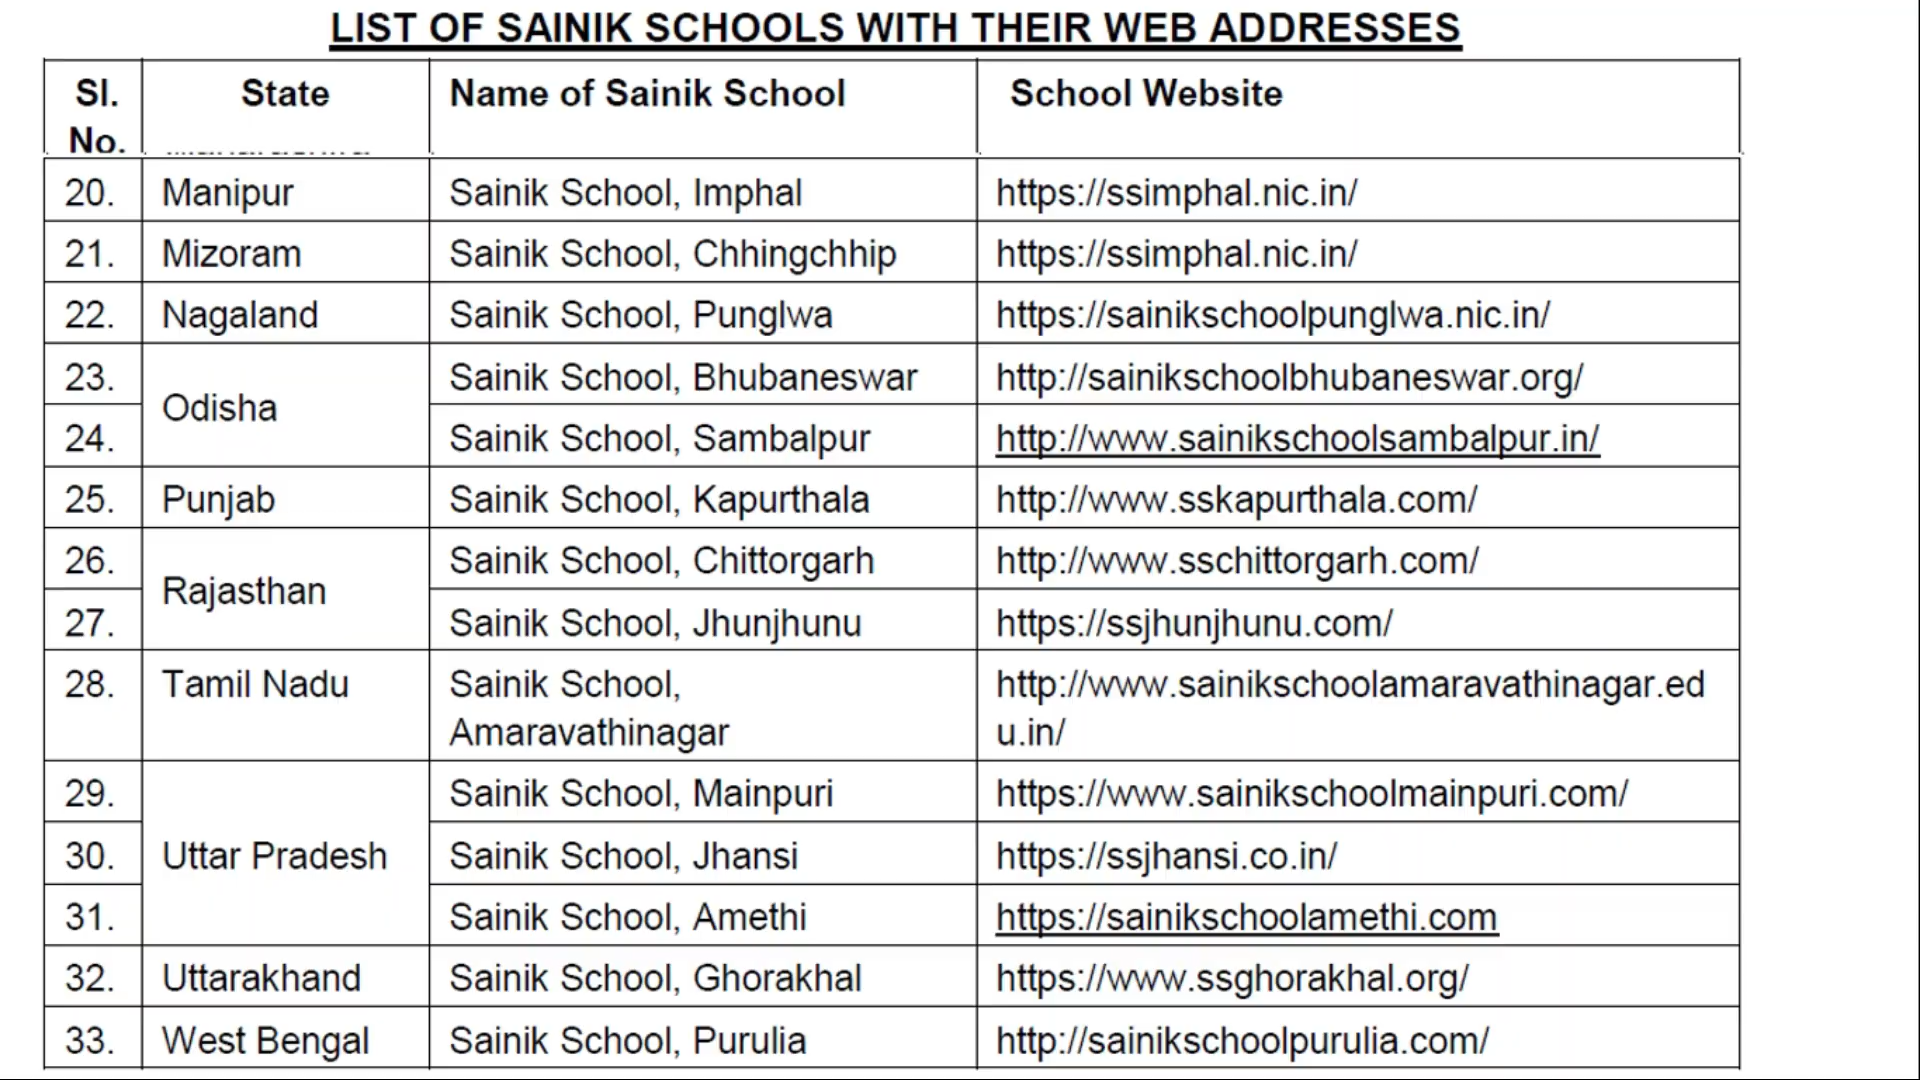 LIST OF SAINIK SCHOOLS WITH THEIR WEB ADDRESSES
Sl. No. State Name of Sainik School School Website
20. Manipur Sainik School, Imphal https://ssimphal.nic.in/
21. Mizoram Sainik School, Chhingchhip https://ssimphal.nic.in/
22. Nagaland Sainik School, Punglwa https://sainikschoolpunglwa.nic.in/
23. Odisha Sainik School, Bhubaneswar http://sainikschoolbhubaneswar.org/
24. Sainik School, Sambalpur http://www.sainikschoolsambalpur.in/
25. Punjab Sainik School, Kapurthala http://www.sskapurthala.com/
26. Rajasthan Sainik School, Chittorgarh http://www.sschittorgarh.com/
27. Sainik School, Jhunjhunu https://ssjhunjhunu.com/
28. Tamil Nadu Sainik School, http://www.sainikschoolamaravathinagar.ed
Amaravathinagar u.in/
29. Sainik School, Mainpuri https://www.sainikschoolmainpuri.com/
30. Uttar Pradesh Sainik School, Jhansi https://ssjhansi.co.in/
31. Sainik School, Amethi https://sainikschoolamethi.com
32. Uttarakhand Sainik School, Ghorakhal https://www.ssghorakhal.org/
33. West Bengal Sainik School, Purulia http://sainikschoolpurulia.com/